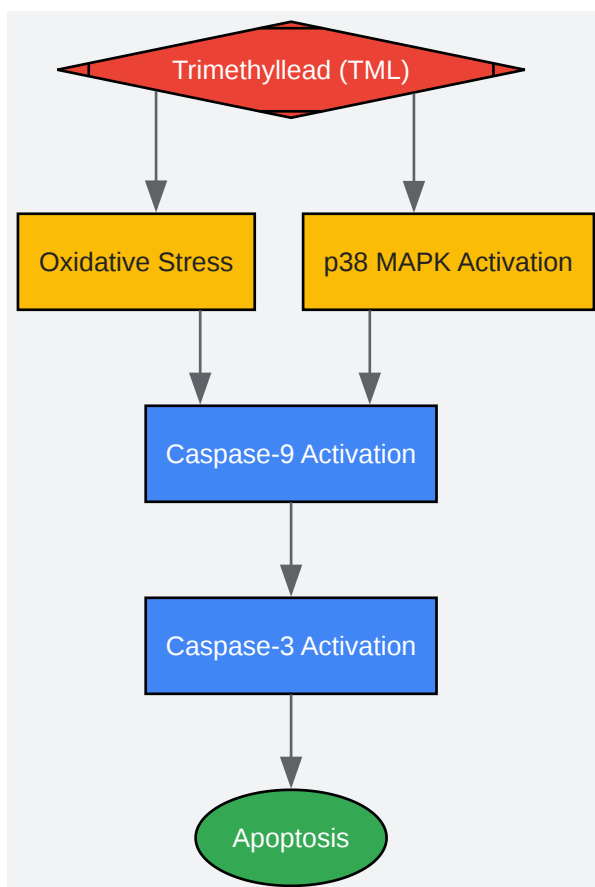 Trimethyllead (TML)
Oxidative Stress
p38 MAPK Activation
Caspase-9 Activation
Caspase-3 Activation
Apoptosis